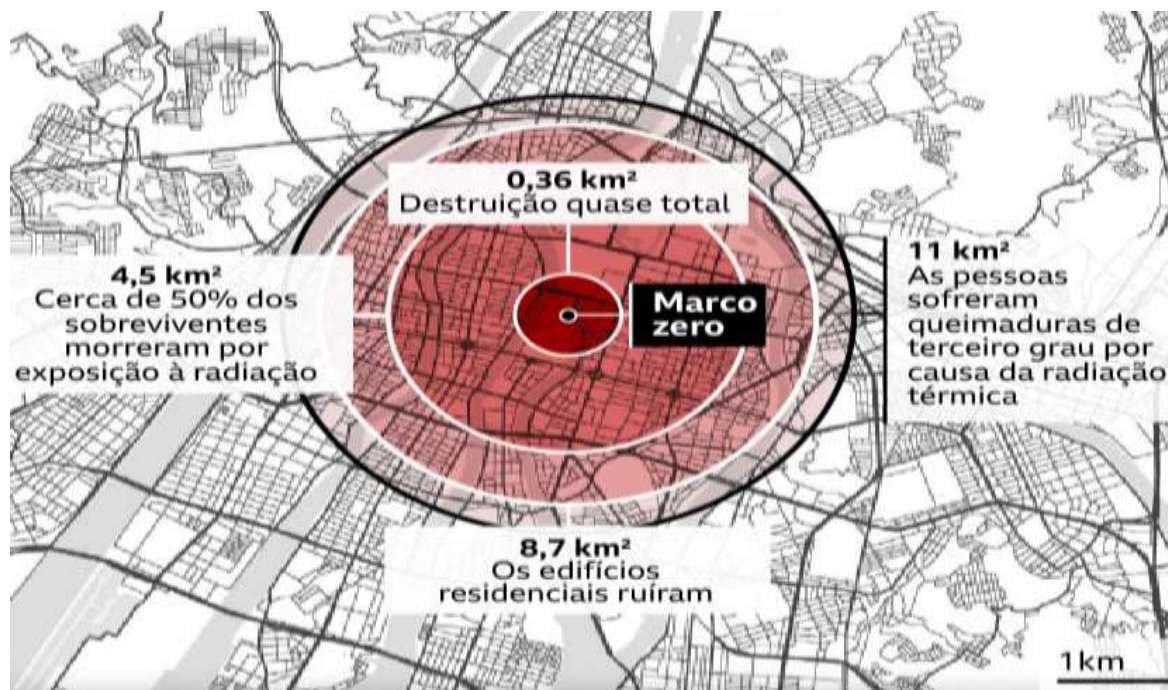 0,36 km²
Destruição quase total
4,5 km²
Cerca de 50% dos
sobreviventes
morreram por
exposição à radiação
Marco
zero
11 km²
As pessoas
sofreram
queimaduras de
terceiro grau por
causa da radiação
térmica
8,7 km²
Os edifícios
residenciais ruíram
1km